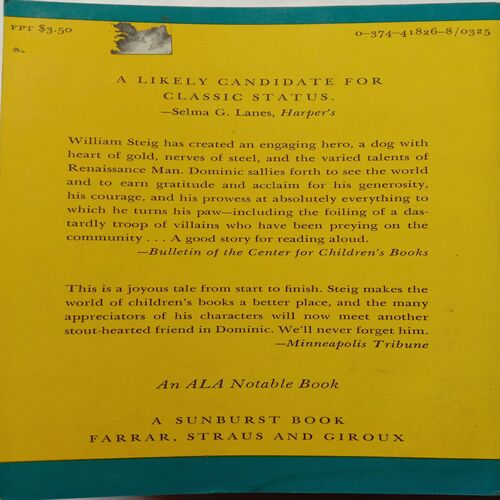 FPT $3.50
0-374-41826-8/0325
A LIKELY CANDIDATE FOR
CLASSIC STATUS.
—Selma G. Lanes, Harper's
William Steig has created an engaging hero, a dog with
heart of gold, nerves of steel, and the varied talents of
Renaissance Man. Dominic sallies forth to see the world
and to earn gratitude and acclaim for his generosity,
his courage, and his prowess at absolutely everything to
which he turns his paw—including the foiling of a das-
tardly troop of villains who have been preying on the
community . . . A good story for reading aloud.
—Bulletin of the Center for Children's Books
This is a joyous tale from start to finish. Steig makes the
world of children's books a better place, and the many
appreciators of his characters will now meet another
stout-hearted friend in Dominic. We'll never forget him.
—Minneapolis Tribune
An ALA Notable Book
A SUNBURST BOOK
FARRAR, STRAUS AND GIROUX